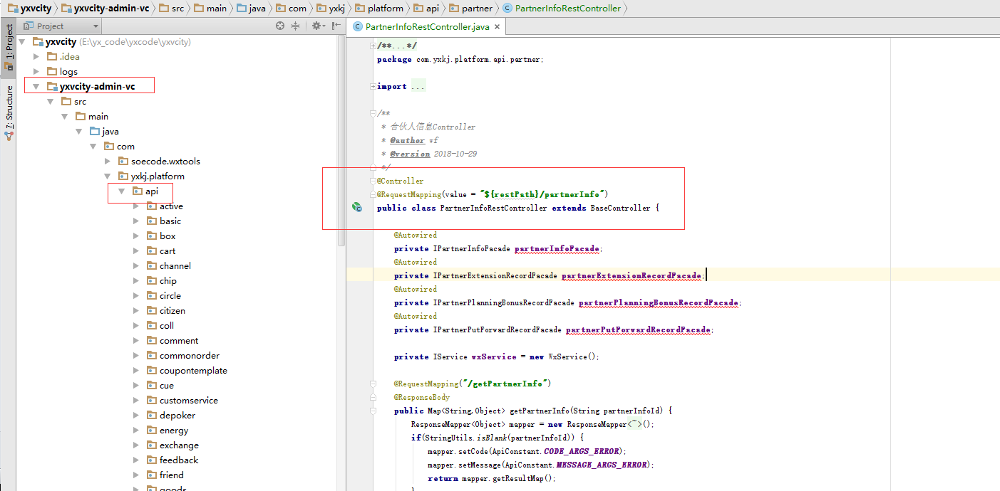 yxvcity yxvcity-admin-vc src main java com yxkj platform api partner PartnerInfoRestController
Project
PartnerInfoRestController.java
1: Project
7: Structure
yxvcity (E:\yx_code\yxcode\yxvcity)
.idea
logs
yxvcity-admin-vc
src
main
java
com
soecode.wxtools
yxkj.platform
api
active
basic
box
cart
channel
chip
circle
citizen
coll
comment
commonorder
coupontemplate
cue
customservice
depoker
energy
exchange
feedback
friend
goods
/**...*/
package com.yxkj.platform.api.partner;
import ...
/**
* 合伙人信息Controller
* @author wf
* @version 2018-10-29
*/
@Controller
@RequestMapping(value = "${restPath}/partnerInfo")
public class PartnerInfoRestController extends BaseController {
@Autowired
private IPartnerInfoFacade partnerInfoFacade;
@Autowired
private IPartnerExtensionRecordFacade partnerExtensionRecordFacade;
@Autowired
private IPartnerPlanningBonusRecordFacade partnerPlanningBonusRecordFacade;
@Autowired
private IPartnerPutForwardRecordFacade partnerPutForwardRecordFacade;
private IService wxService = new WxService();
@RequestMapping("/getPartnerInfo")
@ResponseBody
public Map<String,Object> getPartnerInfo(String partnerInfoId) {
ResponseMapper<Object> mapper = new ResponseMapper<~>();
if(StringUtils.isBlank(partnerInfoId)) {
mapper.setCode(ApiConstant.CODE_ARGS_ERROR);
mapper.setMessage(ApiConstant.MESSAGE_ARGS_ERROR);
return mapper.getResultMap();
}